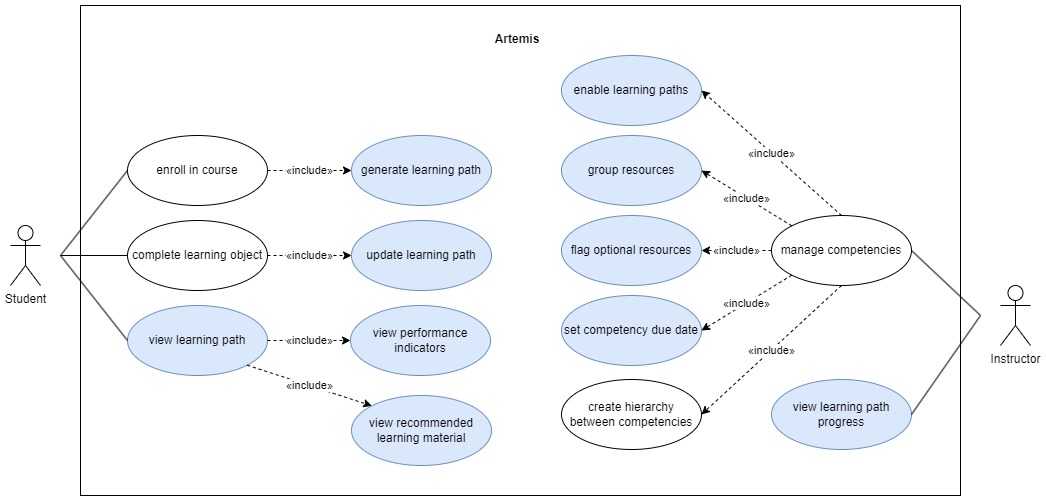 Artemis
enable learning paths
enroll in course
«include»
generate learning path
group resources
«include»
«include»
complete learning object
«include»
update learning path
flag optional resources
«include»
manage competencies
Student
view learning path
«include»
view performance
indicators
set competency due date
«include»
Instructor
«include»
«include»
view recommended
learning material
create hierarchy
between competencies
view learning path
progress